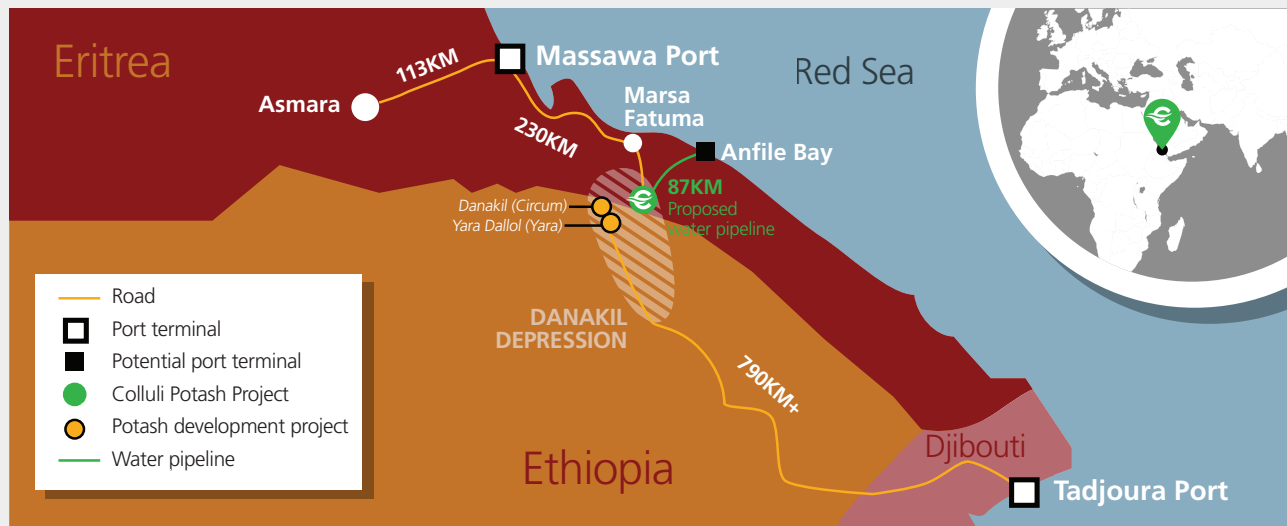 Eritrea
113KM
Massawa Port
Red Sea
Asmara
Marsa
Fatuma
230KM
Anfile Bay
87KM
Proposed
water pipeline
Danakil (Circum)
Yara Dallol (Yara)
DANAKIL
DEPRESSION
790KM+
Ethiopia
Djibouti
Tadjoura Port
Road
Port terminal
Potential port terminal
Colluli Potash Project
Potash development project
Water pipeline